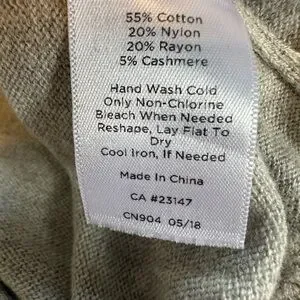 55% Cotton
20% Nylon
20% Rayon
5% Cashmere
Hand Wash Cold
Only Non-Chlorine
Bleach When Needed
Reshape, Lay Flat To
Dry
Cool Iron, If Needed
Made In China
CA #23147
CN904 05/18